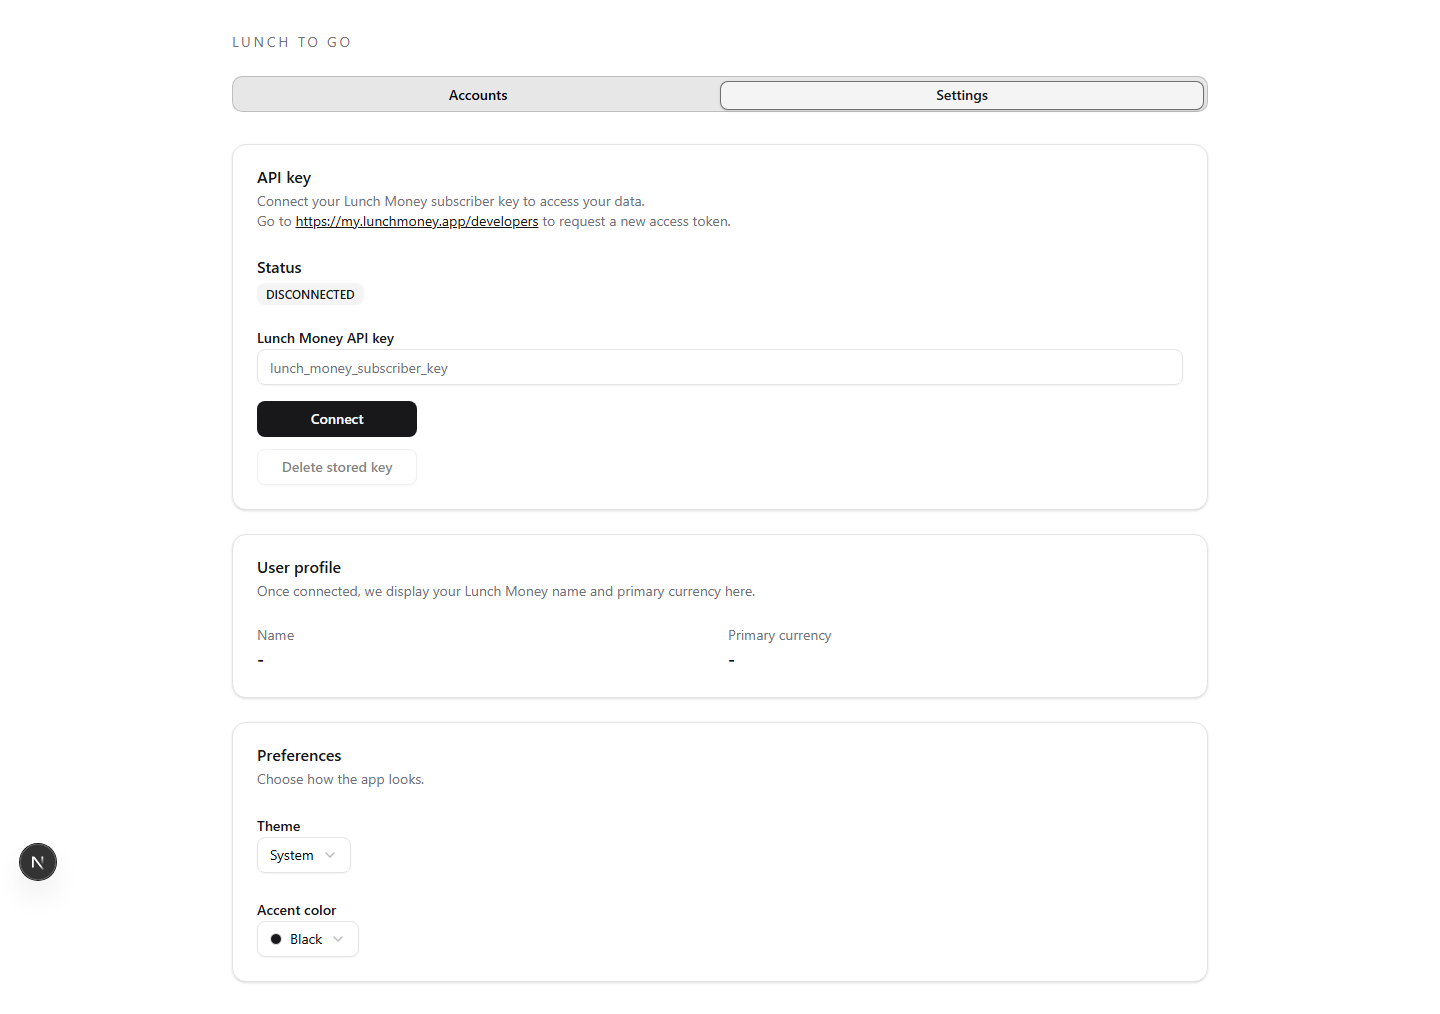 LUNCH TO GO
Accounts
Settings
API key
Connect your Lunch Money subscriber key to access your data.
Go to https://my.lunchmoney.app/developers to request a new access token.
Status
DISCONNECTED
Lunch Money API key
lunch_money_subscriber_key
Connect
Delete stored key
User profile
Once connected, we display your Lunch Money name and primary currency here.
Name
Primary currency
-
-
Preferences
Choose how the app looks.
Theme
System
N
Accent color
Black